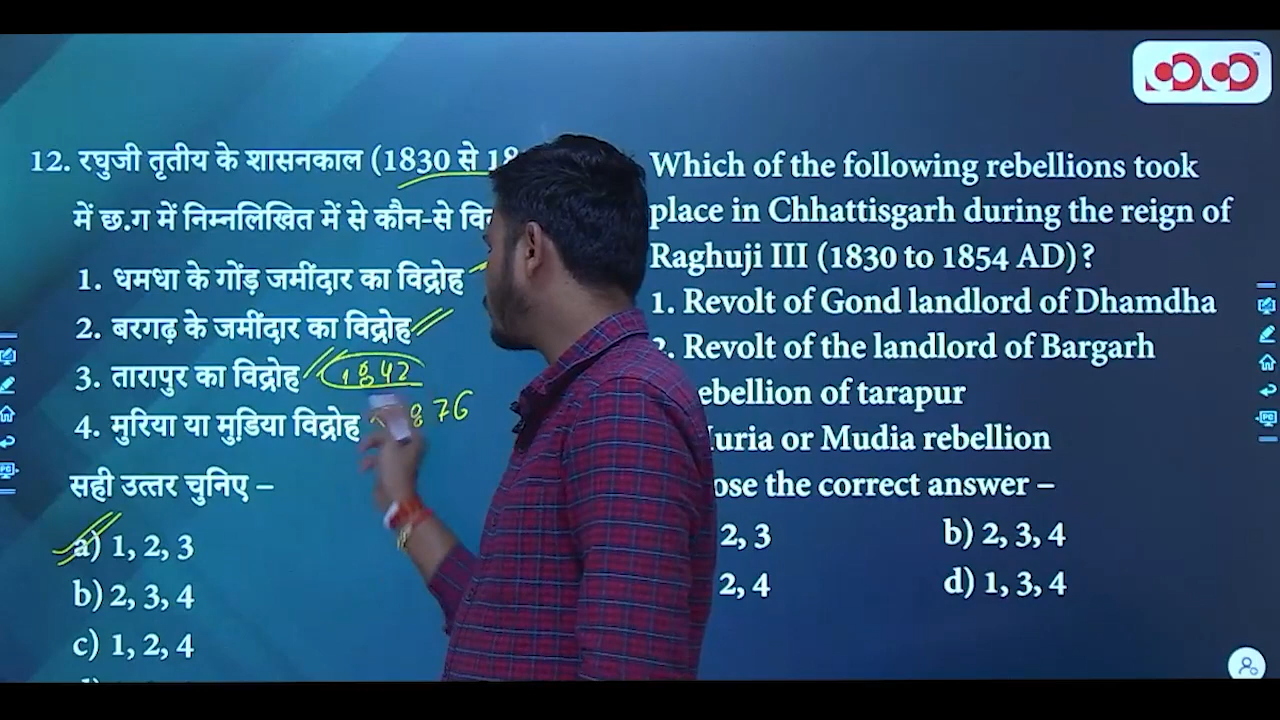 12. रघुजी तृतीय के शासनकाल (1830 से 18
में छ.ग में निम्नलिखित में से कौन-से
1. धमधा के गोंड़ जमींदार का विद्रोह
2. बरगढ़ के जमींदार का विद्रोह
3. तारापुर का विद्रोह 1842
4. मुरिया या मुडि़या विद्रोह 876
सही उत्तर चुनिए –
a) 1, 2, 3
b) 2, 3, 4
c) 1, 2, 4
Which of the following rebellions took
place in Chhattisgarh during the reign of
Raghuji III (1830 to 1854 AD)?
1. Revolt of Gond landlord of Dhamdha
2. Revolt of the landlord of Bargarh
ebellion of tarapur
uria or Mudia rebellion
ose the correct answer –
2, 3 b) 2, 3, 4
2, 4 d) 1, 3, 4